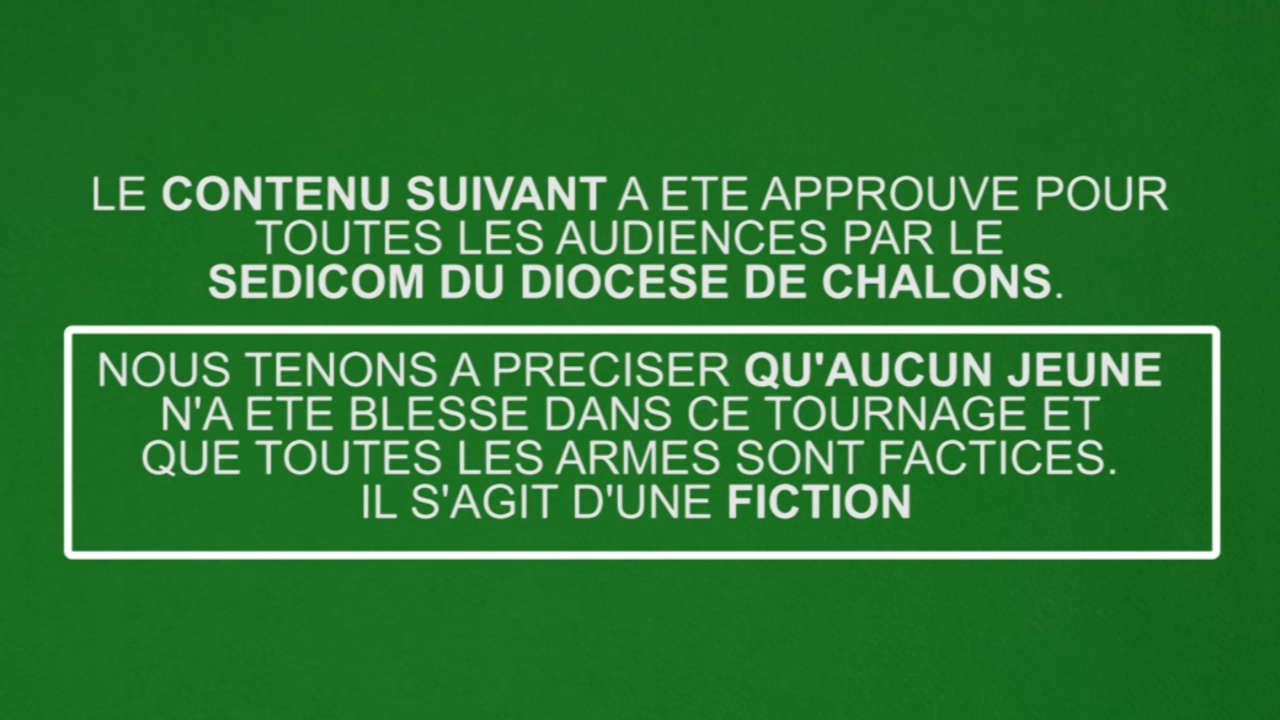 LE CONTENU SUIVANT A ETE APPROUVE POUR
TOUTES LES AUDIENCES PAR LE
SEDICOM DU DIOCESE DE CHALONS.
NOUS TENONS A PRECISER QU'AUCUN JEUNE
N'A ETE BLESSE DANS CE TOURNAGE ET
QUE TOUTES LES ARMES SONT FACTICES.
IL S'AGIT D'UNE FICTION